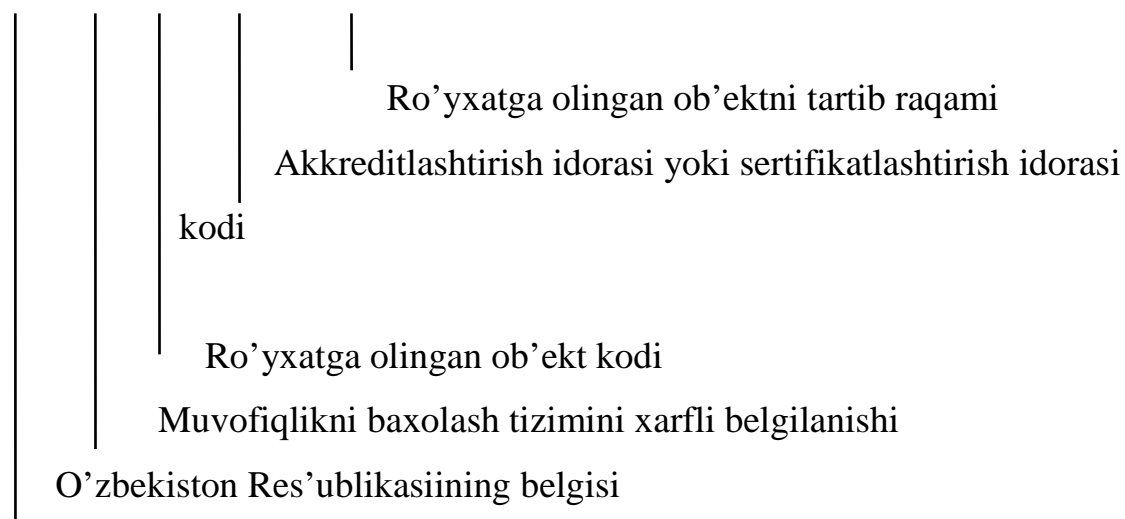 Ro’yxatga olingan ob’ektni tartib raqami
Akkreditlashtirish idorasi yoki sertifikatlashtirish idorasi
kodi
Ro’yxatga olingan ob’ekt kodi
Muvofiqlikni baxolash tizimini xarfli belgilanishi
O’zbekiston Res’ublikasiining belgisi